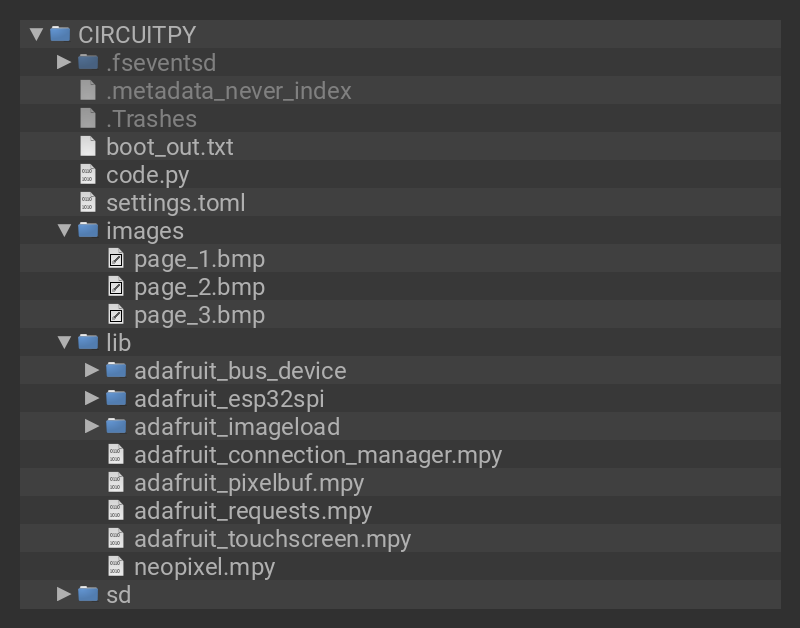 CIRCUITPY
.fseventsd
.metadata_never_index
.Trashes
boot_out.txt
code.py
settings.toml
images
page_1.bmp
page_2.bmp
page_3.bmp
lib
adafruit_bus_device
adafruit_esp32spi
adafruit_imageload
adafruit_connection_manager.mpy
adafruit_pixelbuf.mpy
adafruit_requests.mpy
adafruit_touchscreen.mpy
neopixel.mpy
sd